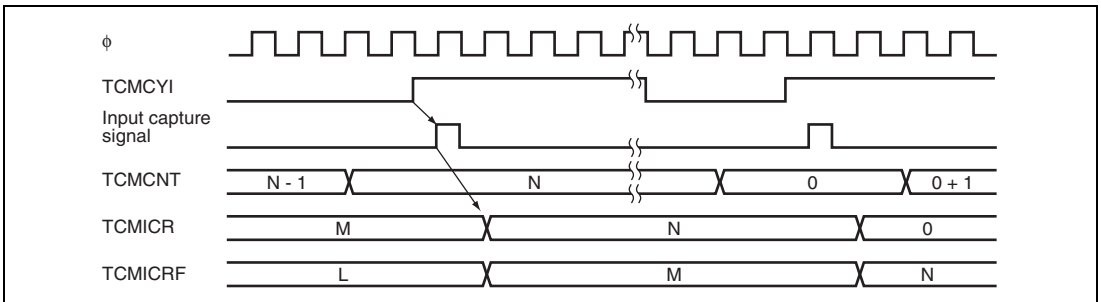 φ
TCMCYI
Input capture
signal
TCMCNT N - 1 N 0 0 + 1
TCMICR M N 0
TCMICRF L M N